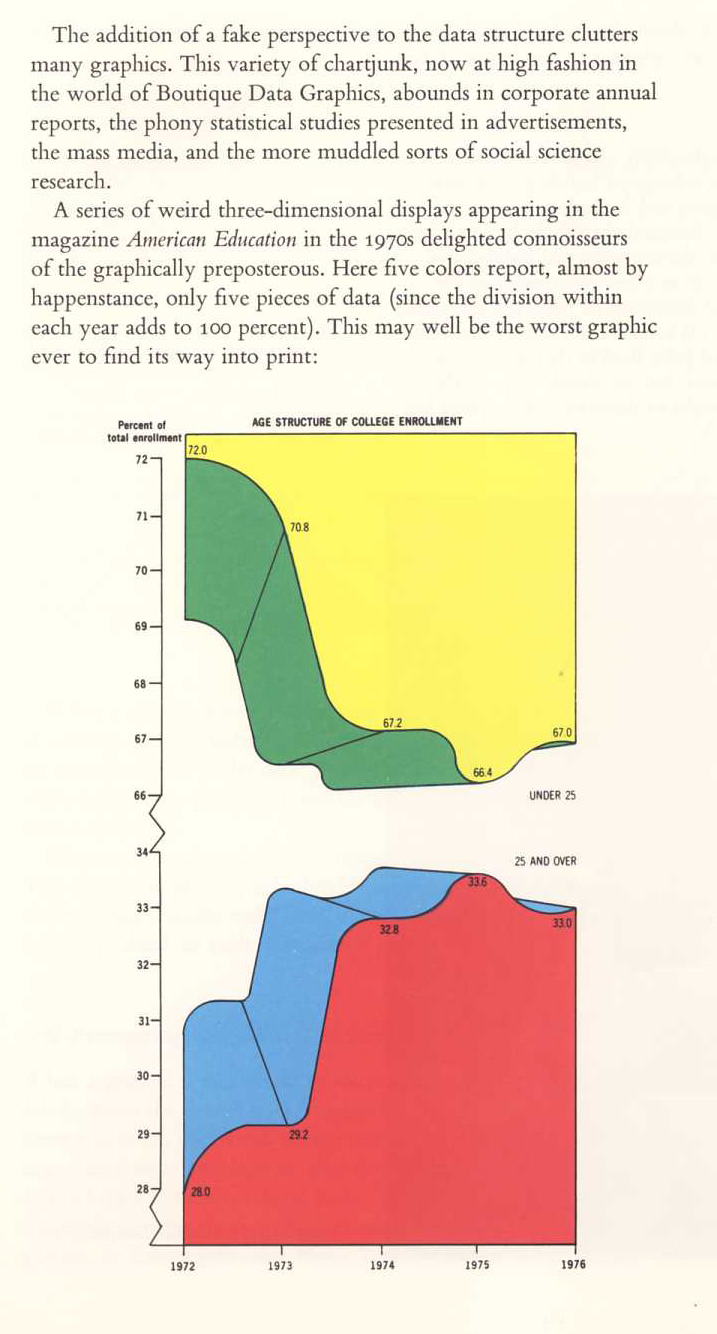 The addition of a fake perspective to the data structure clutters
many graphics. This variety of chartjunk, now at high fashion in
the world of Boutique Data Graphics, abounds in corporate annual
reports, the phony statistical studies presented in advertisements,
the mass media, and the more muddled sorts of social science
research.
A series of weird three-dimensional displays appearing in the
magazine American Education in the 1970s delighted connoisseurs
of the graphically preposterous. Here five colors report, almost by
happenstance, only five pieces of data (since the division within
each year adds to 100 percent). This may well be the worst graphic
ever to find its way into print:
Percent of
total enrollment
AGE STRUCTURE OF COLLEGE ENROLLMENT
72.0
72
71
70.8
70
69
68
67.2
67.0
67
66.4
66
UNDER 25
34
25 AND OVER
33.6
33
33.0
32.8
32
31
30
29
29.2
28
28.0
1972
1973
1974
1975
1976